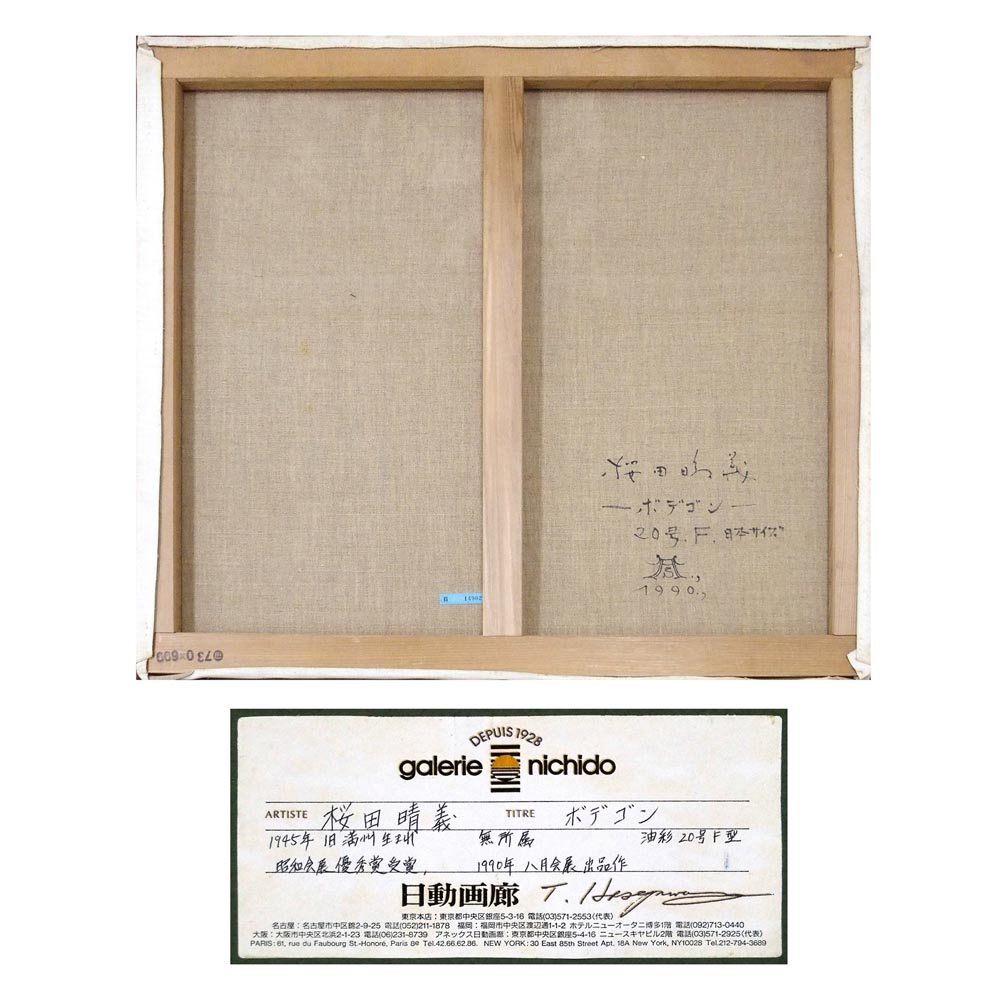 桜田晴義
ボデゴン
20号.F.日本サイズ
1990.,
14902
730×600
DEPUIS 1928
galerie nichido
ARTISTE 桜田晴義 TITRE ボデゴン
1945年 旧満州生まれ 無所属 油彩20号F型
昭和会展優秀賞受賞, 1990年 八月会展出品作
日動画廊 T. Hasegawa
東京本店:東京都中央区銀座5-3-16 電話(03)571-2553(代表)
名古屋:名古屋市中区錦2-9-25 電話(052)211-1878 福岡:福岡市中央区渡辺通1-1-2 ホテルニューオータニ博多1階 電話(092)713-0440
大阪:大阪市中央区北浜2-1-23 電話(06)231-8739 アネックス日動画廊:東京都中央区銀座5-4-16 ニュースキヤビル2階 電話(03)571-2925(代表)
PARIS: 61, rue du Faubourg St.-Honoré, Paris 8e Tél.42.66.62.86. NEW YORK: 30 East 85th Street Apt. 18A New York, NY10028 Tel.212-794-3689